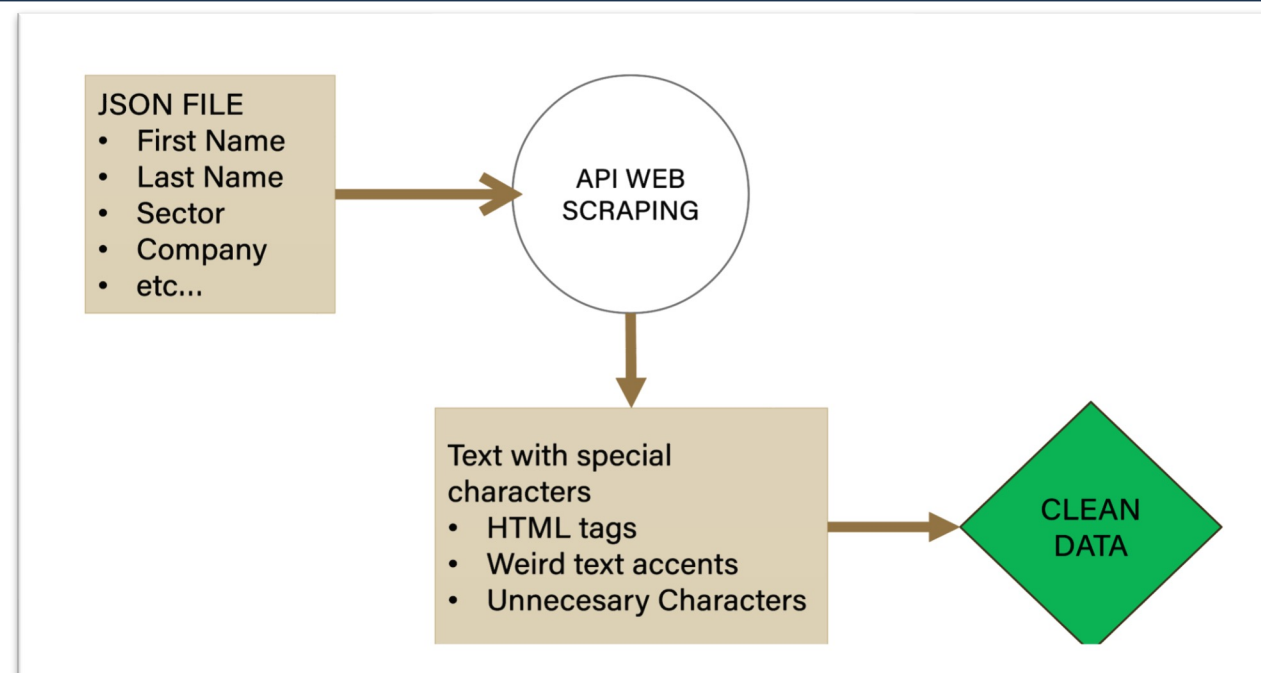 JSON FILE
• First Name
• Last Name
• Sector
• Company
• etc...
API WEB
SCRAPING
Text with special
characters
• HTML tags
• Weird text accents
• Unnecesary Characters
CLEAN
DATA